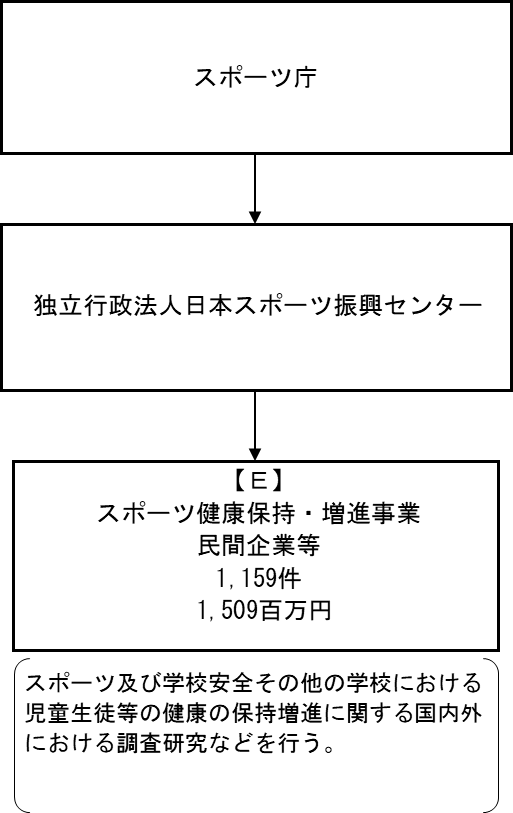 スポーツ庁
独立行政法人日本スポーツ振興センター
【Ｅ】
スポーツ健康保持・増進事業
民間企業等
1,159件
1,509百万円
スポーツ及び学校安全その他の学校における
児童生徒等の健康の保持増進に関する国内外
における調査研究などを行う。